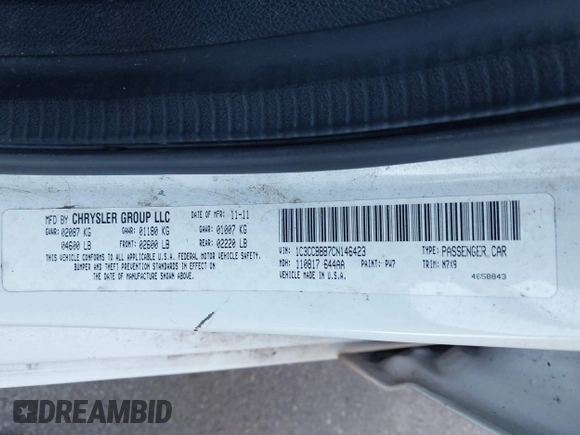 MFD BY CHRYSLER GROUP LLC DATE OF MFR 11-11
GVWR: 02087 KG GAWR 01180 KG GAWR 01007 KG
04600 LB FRONT: 02600 LB REAR: 02220 LB
THIS VEHICLE CONFORMS TO ALL APPLICABLE U.S.A. FEDERAL MOTOR VEHICLE SAFETY,
BUMPER AND THEFT PREVENTION STANDARDS IN EFFECT ON
THE DATE OF MANUFACTURE SHOWN ABOVE.
VIN: 1C3CCBBB7CN146423 TYPE: PASSENGER CAR
MDH: 110817 644AA PAINT: PW7 TRIM: M7X9
VEHICLE MADE IN U.S.A. 4658843
DREAMBID